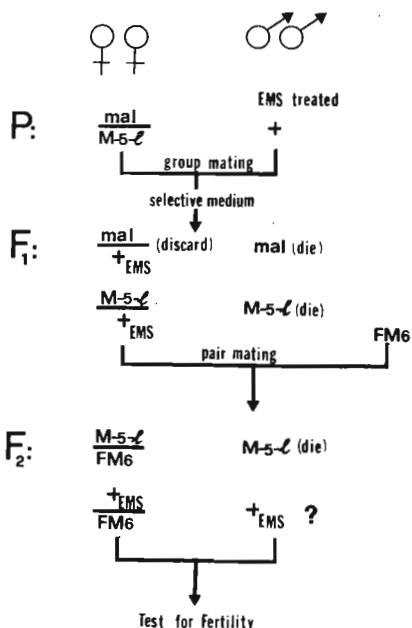 EMS treated
P: mal/M-5-ℓ +
group mating
selective medium
F₁: mal/+EMS (discard) mal (die)
M-5-ℓ/+EMS M-5-ℓ (die)
FM6
pair mating
F₂: M-5-ℓ/FM6 M-5-ℓ (die)
+EMS/FM6 +EMS ?
Test for Fertility